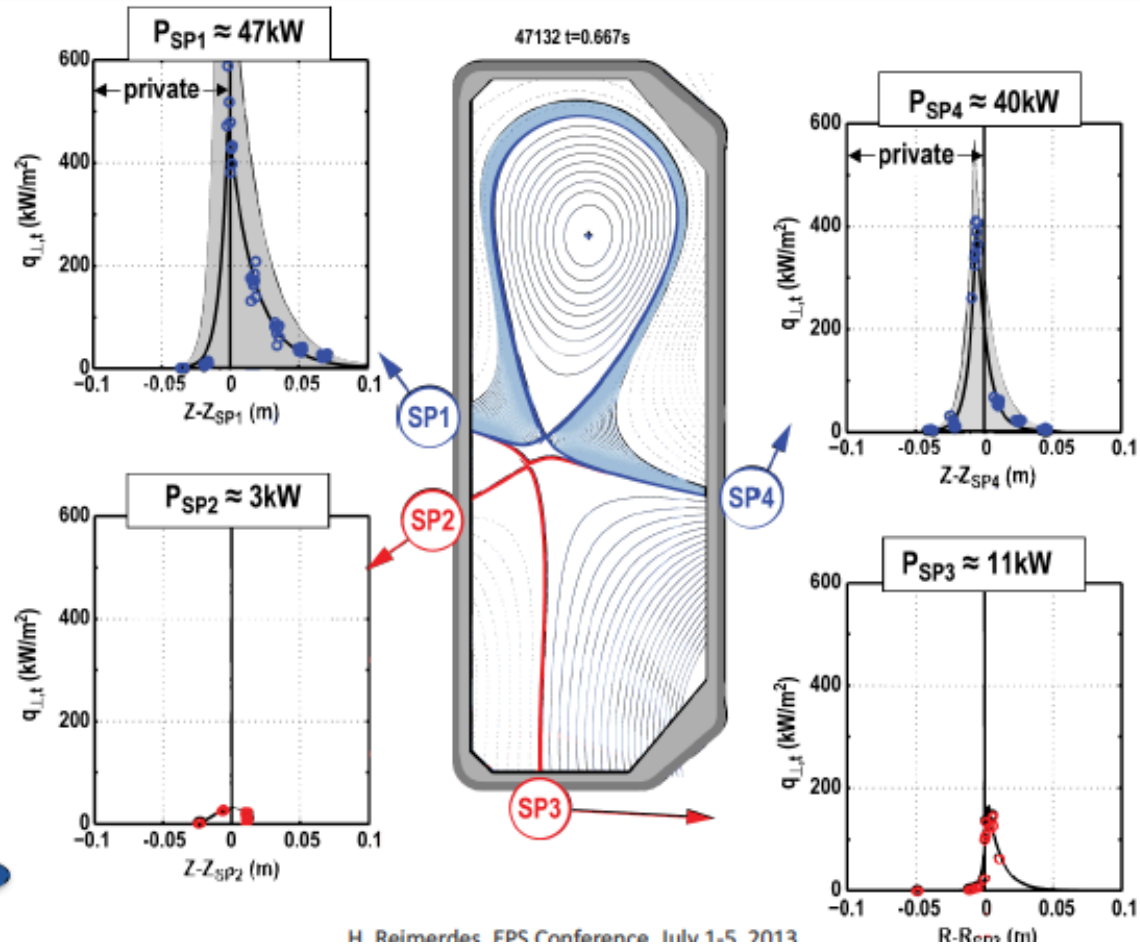 P_SP1 ≈ 47kW
600
400
200
0
q⊥,t (kW/m²)
private
−0.1 -0.05 0 0.05 0.1
Z-Z_SP1 (m)
47132 t=0.667s
P_SP4 ≈ 40kW
600
400
200
0
q⊥,t (kW/m²)
private
−0.1 -0.05 0 0.05 0.1
Z-Z_SP4 (m)
SP1
SP2
SP4
SP3
P_SP2 ≈ 3kW
600
400
200
0
q⊥,t (kW/m²)
−0.1 -0.05 0 0.05 0.1
Z-Z_SP2 (m)
P_SP3 ≈ 11kW
600
400
200
0
q⊥,t (kW/m²)
−0.1 -0.05 0 0.05 0.1
R-R_SP3 (m)
H. Reimerdes, EPS Conference, July 1-5, 2013